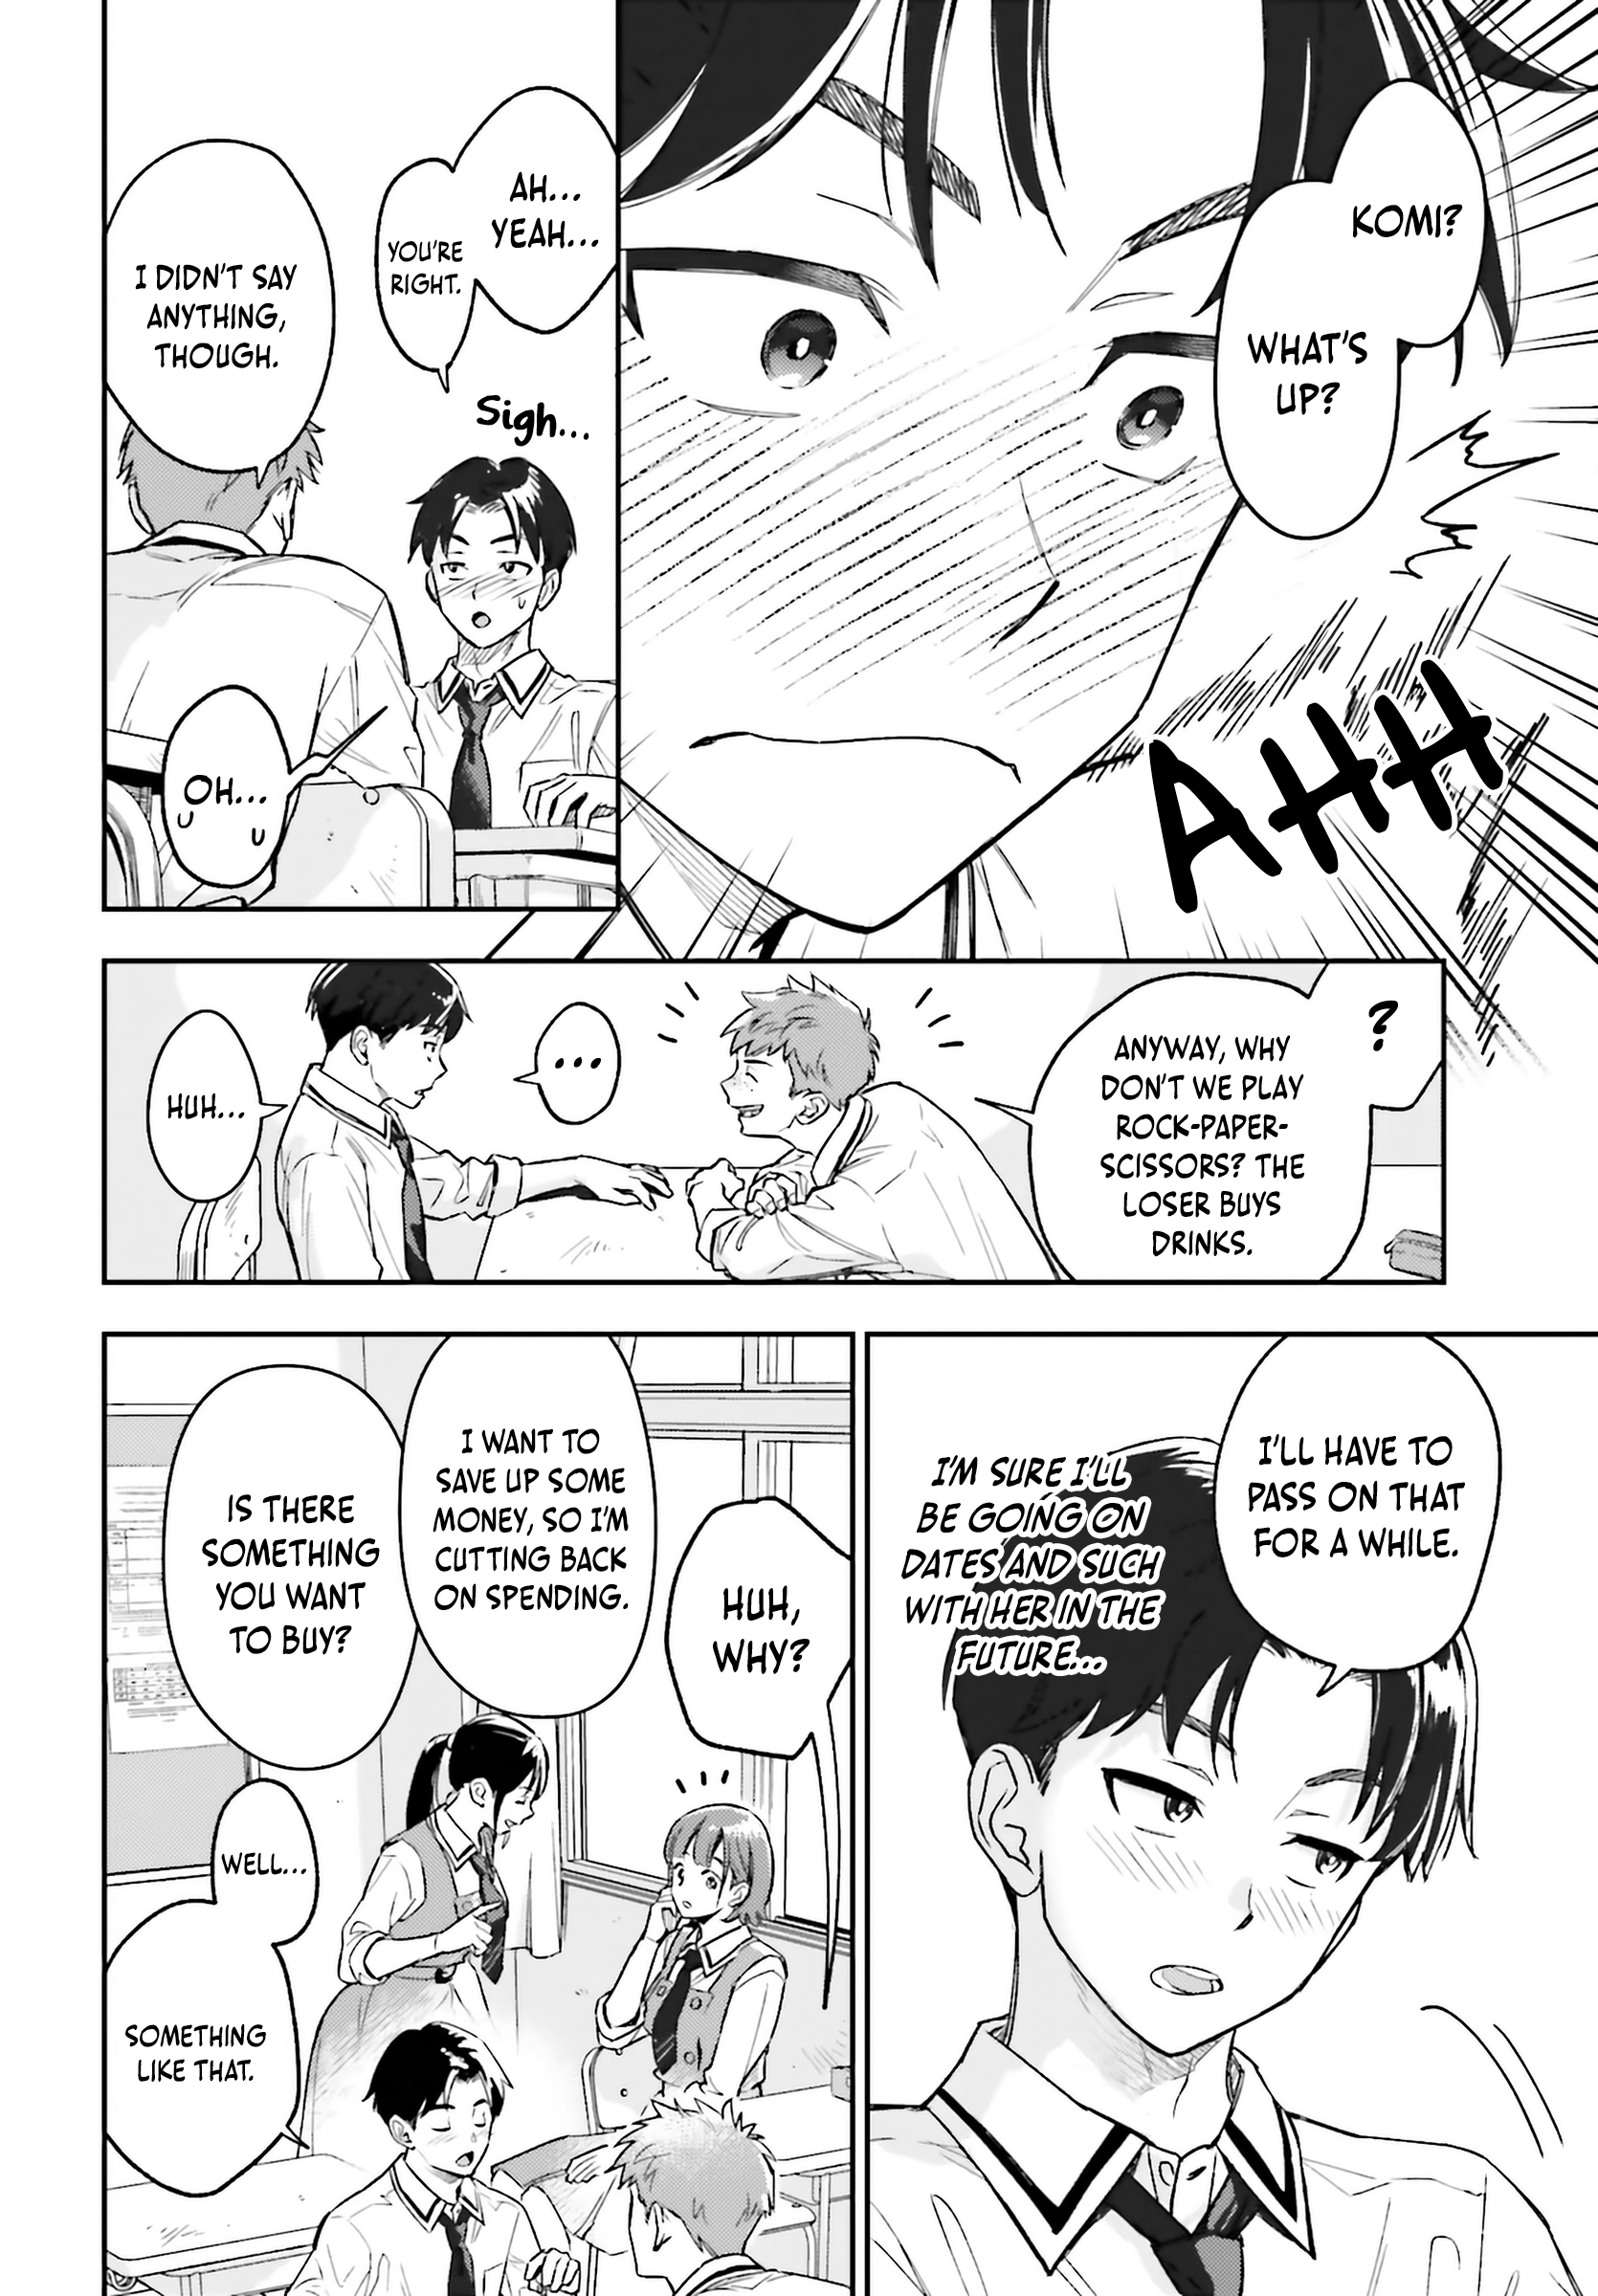 KOMI?
WHAT'S
UP?
AHH
AH...
YEAH...
YOU'RE
RIGHT.
Sigh...
I DIDN'T SAY
ANYTHING,
THOUGH.
OH...
?
ANYWAY, WHY
DON'T WE PLAY
ROCK-PAPER-
SCISSORS? THE
LOSER BUYS
DRINKS.
...
HUH...
I'LL HAVE TO
PASS ON THAT
FOR A WHILE.
I'M SURE I'LL
BE GOING ON
DATES AND SUCH
WITH HER IN THE
FUTURE...
HUH,
WHY?
I WANT TO
SAVE UP SOME
MONEY, SO I'M
CUTTING BACK
ON SPENDING.
IS THERE
SOMETHING
YOU WANT
TO BUY?
WELL...
SOMETHING
LIKE THAT.